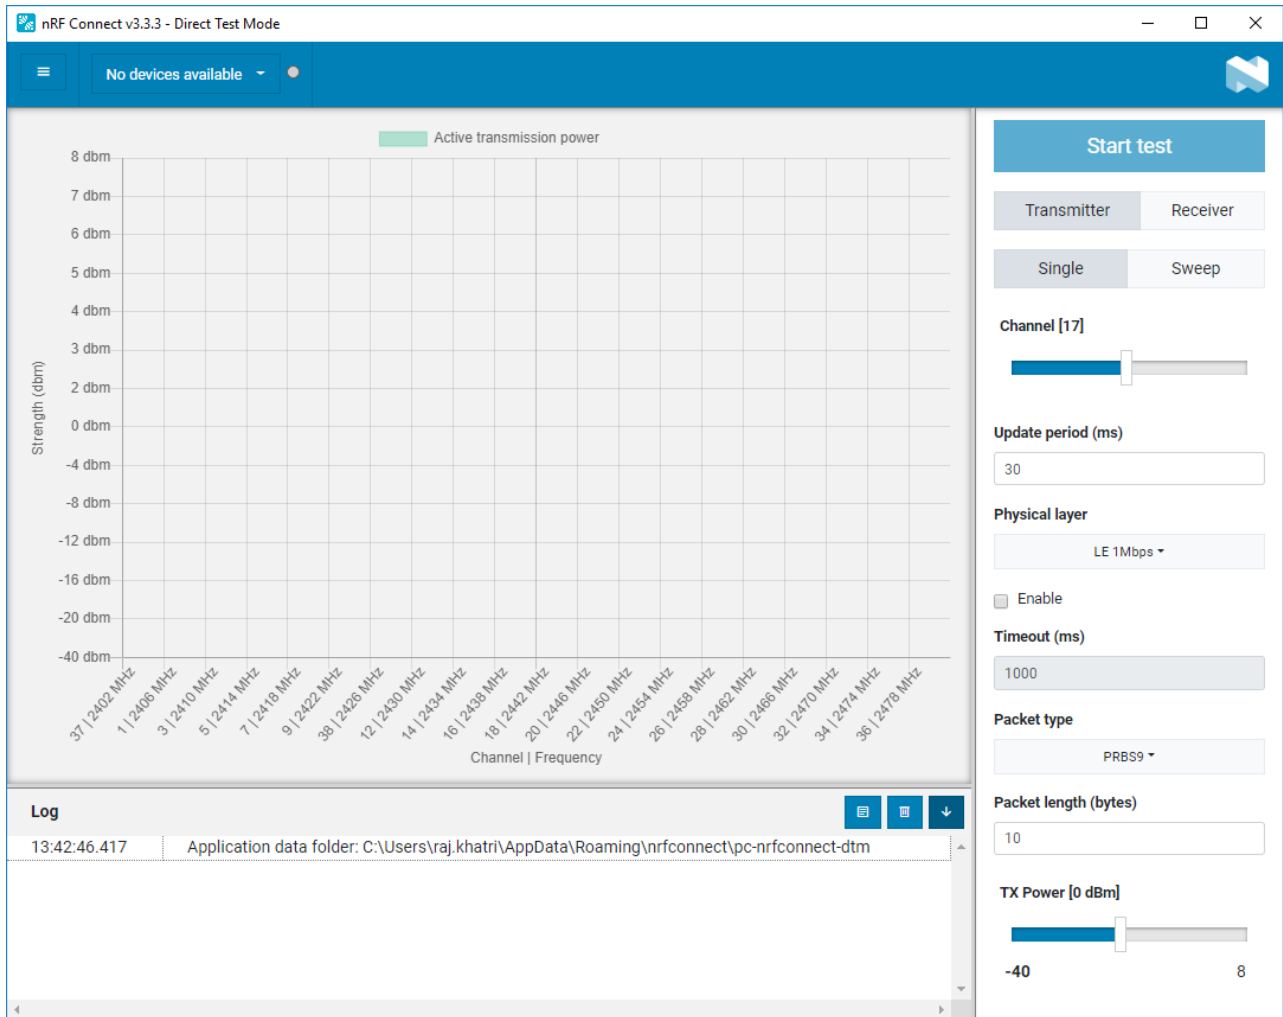 nRF Connect v3.3.3 - Direct Test Mode
No devices available
Active transmission power
8 dbm
7 dbm
6 dbm
5 dbm
4 dbm
3 dbm
2 dbm
0 dbm
-4 dbm
-8 dbm
-12 dbm
-16 dbm
-20 dbm
-40 dbm
Strength (dbm)
37 | 2402 MHz
1 | 2406 MHz
3 | 2410 MHz
5 | 2414 MHz
7 | 2418 MHz
9 | 2422 MHz
38 | 2426 MHz
12 | 2430 MHz
14 | 2434 MHz
16 | 2438 MHz
18 | 2442 MHz
20 | 2446 MHz
22 | 2450 MHz
24 | 2454 MHz
26 | 2458 MHz
28 | 2462 MHz
30 | 2466 MHz
32 | 2470 MHz
34 | 2474 MHz
36 | 2478 MHz
Channel | Frequency
Start test
Transmitter Receiver
Single Sweep
Channel [17]
Update period (ms)
30
Physical layer
LE 1Mbps
Enable
Timeout (ms)
1000
Packet type
PRBS9
Packet length (bytes)
10
TX Power [0 dBm]
-40 8
Log
13:42:46.417 Application data folder: C:\Users\raj.khatri\AppData\Roaming\nrfconnect\pc-nrfconnect-dtm